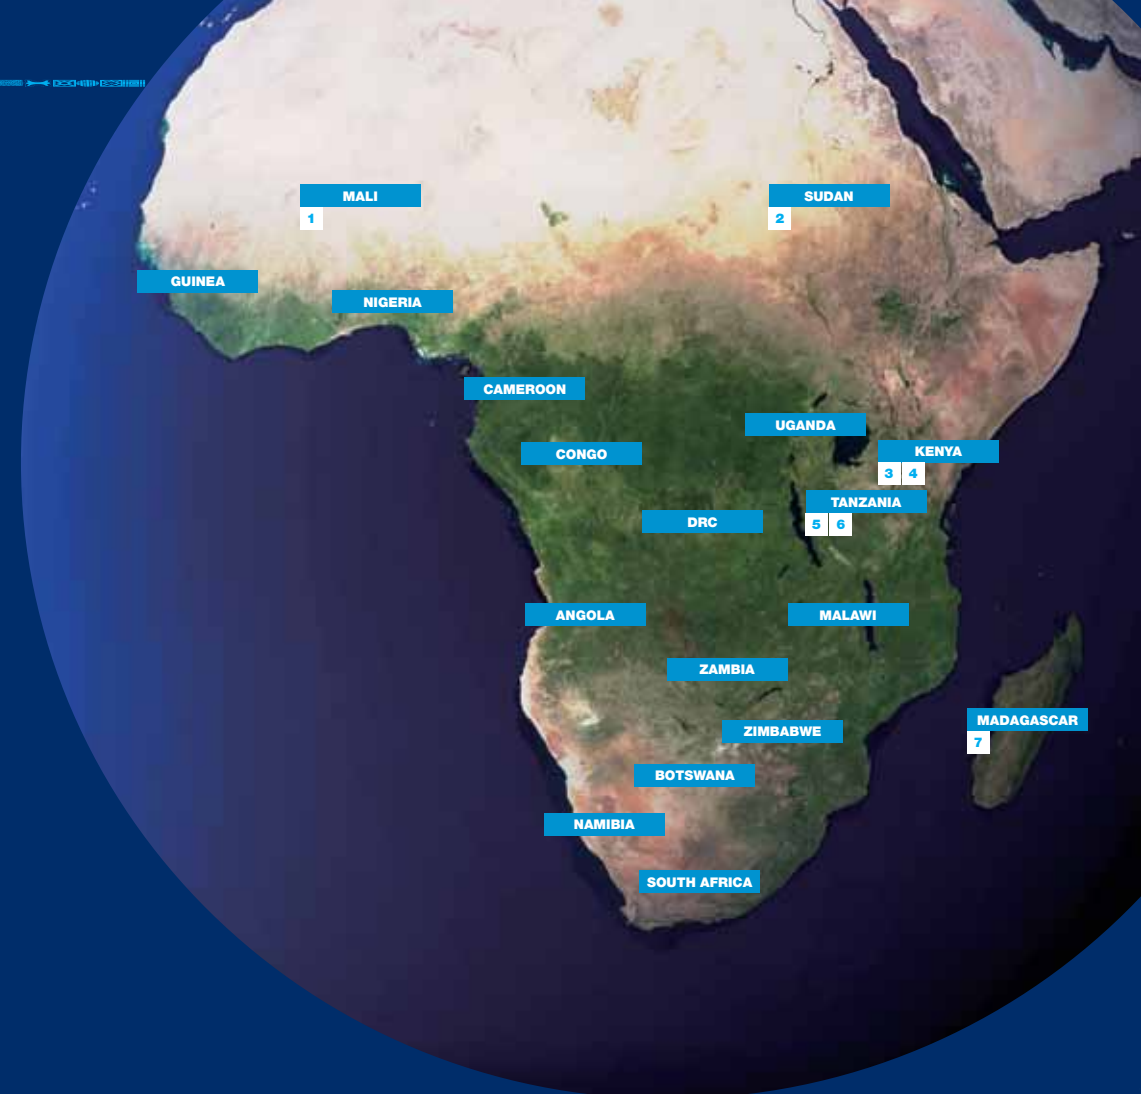 MALI
1
SUDAN
2
GUINEA
NIGERIA
CAMEROON
UGANDA
CONGO
KENYA
3 4
TANZANIA
5 6
DRC
ANGOLA
MALAWI
ZAMBIA
MADAGASCAR
7
ZIMBABWE
BOTSWANA
NAMIBIA
SOUTH AFRICA